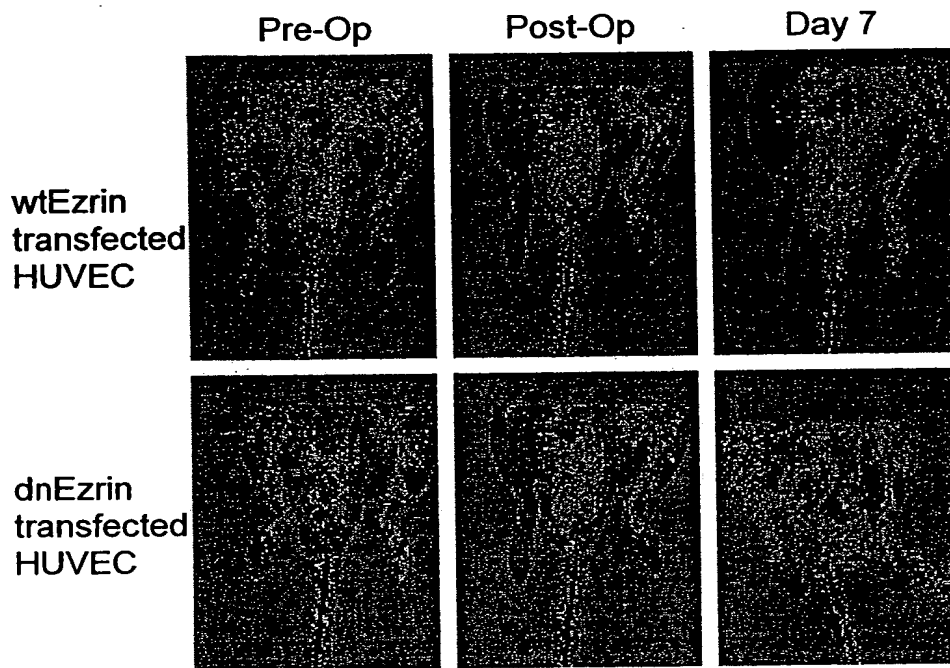 Pre-Op Post-Op Day 7
wtEzrin
transfected
HUVEC
dnEzrin
transfected
HUVEC